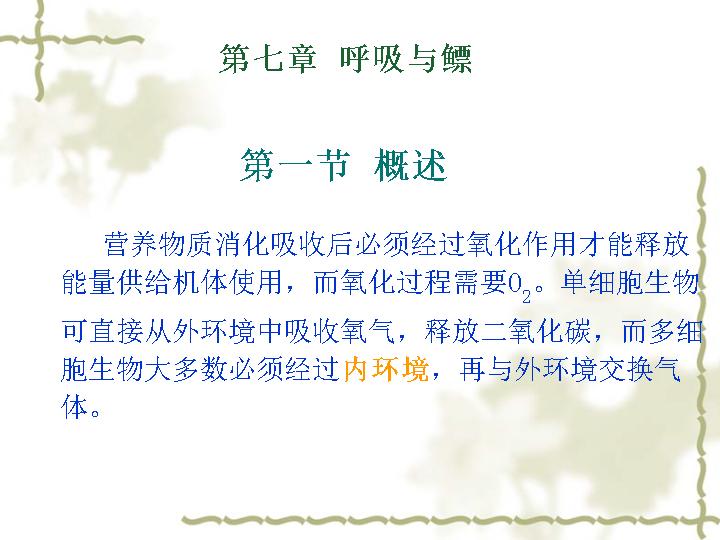 第七章 呼吸与鳔
第一节 概述
营养物质消化吸收后必须经过氧化作用才能释放
能量供给机体使用，而氧化过程需要O₂。单细胞生物
可直接从外环境中吸收氧气，释放二氧化碳，而多细
胞生物大多数必须经过内环境，再与外环境交换气
体。